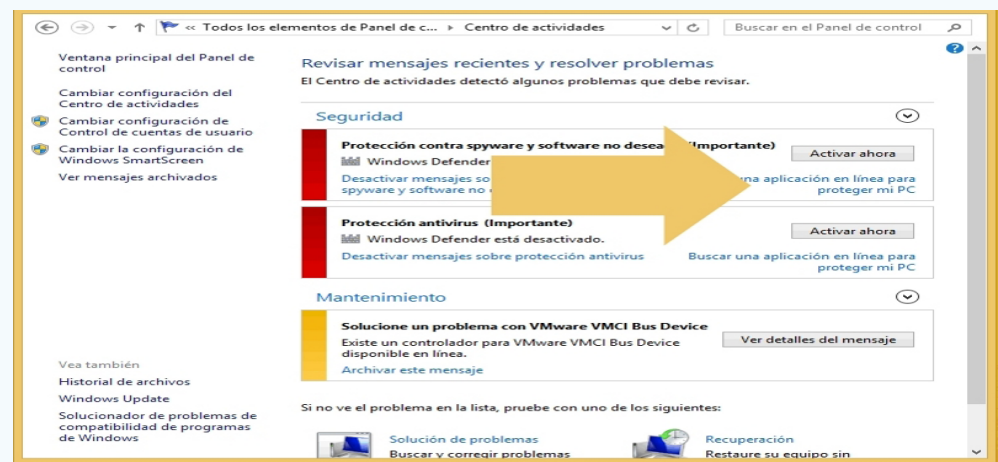 « Todos los elementos de Panel de c... Centro de actividades
Buscar en el Panel de control
Ventana principal del Panel de
control
Cambiar configuración del
Centro de actividades
Cambiar configuración de
Control de cuentas de usuario
Cambiar la configuración de
Windows SmartScreen
Ver mensajes archivados
Vea también
Historial de archivos
Windows Update
Solucionador de problemas de
compatibilidad de programas
de Windows
Revisar mensajes recientes y resolver problemas
El Centro de actividades detectó algunos problemas que debe revisar.
Seguridad
Protección contra spyware y software no (Importante)
Activar ahora
Windows Defender
Desactivar mensajes
spyware y software no
una aplicación en línea para
proteger mi PC
Protección antivirus (Importante)
Activar ahora
Windows Defender está desactivado.
Desactivar mensajes sobre protección antivirus
Buscar una aplicación en línea para
proteger mi PC
Mantenimiento
Solucione un problema con VMware VMCI Bus Device
Existe un controlador para VMware VMCI Bus Device
disponible en línea.
Ver detalles del mensaje
Archivar este mensaje
Si no ve el problema en la lista, pruebe con uno de los siguientes:
Solución de problemas
Buscar y corregir problemas
Recuperación
Restaure su equipo sin